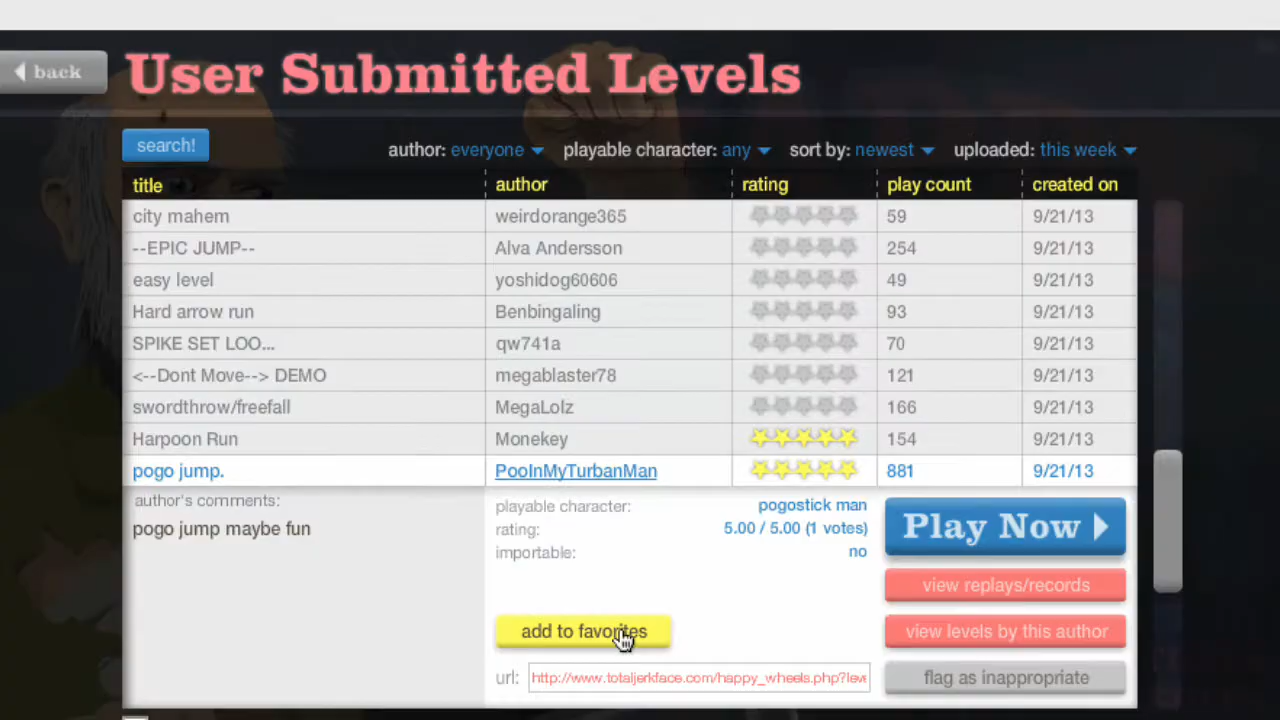 back
User Submitted Levels
search!
author: everyone playable character: any sort by: newest uploaded: this week
title author rating play count created on
city mahem weirdorange365 59 9/21/13
--EPIC JUMP-- Alva Andersson 254 9/21/13
easy level yoshidog60606 49 9/21/13
Hard arrow run Benbingaling 93 9/21/13
SPIKE SET LOO... qw741a 70 9/21/13
<--Dont Move--> DEMO megablaster78 121 9/21/13
swordthrow/freefall MegaLolz 166 9/21/13
Harpoon Run Monekey 154 9/21/13
pogo jump. PooInMyTurbanMan 881 9/21/13
author's comments:
pogo jump maybe fun
playable character: pogostick man
rating: 5.00 / 5.00 (1 votes)
importable: no
add to favorites
url: http://www.totaljerkface.com/happy_wheels.php?leve
Play Now
view replays/records
view levels by this author
flag as inappropriate